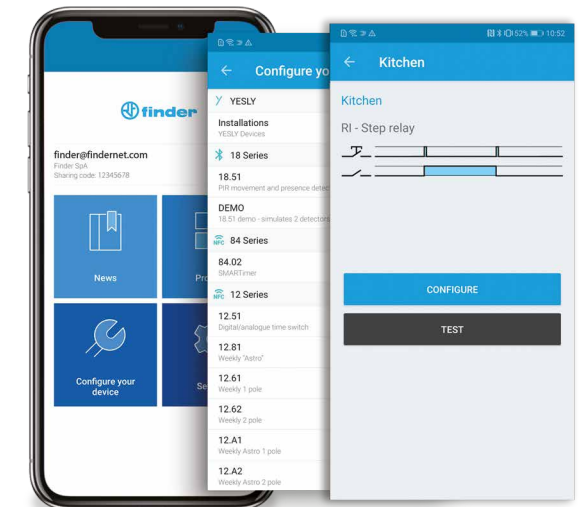 finder
finder@findernet.com
Finder SpA
Sharing code: 12345678
News
Configure your
device
Configure yo
YESLY
Installations
YESLY Devices
18 Series
18.51
PIR movement and presence
DEMO
18.51 demo - simulates 2 detectors
NFC 84 Series
84.02
SMARTimer
NFC 12 Series
12.51
Digital/analogue time switch
12.81
Weekly "Astro"
12.61
Weekly 1 pole
12.62
Weekly 2 pole
12.A1
Weekly Astro 1 pole
12.A2
Weekly Astro 2 pole
52% 10:52
Kitchen
Kitchen
RI - Step relay
CONFIGURE
TEST